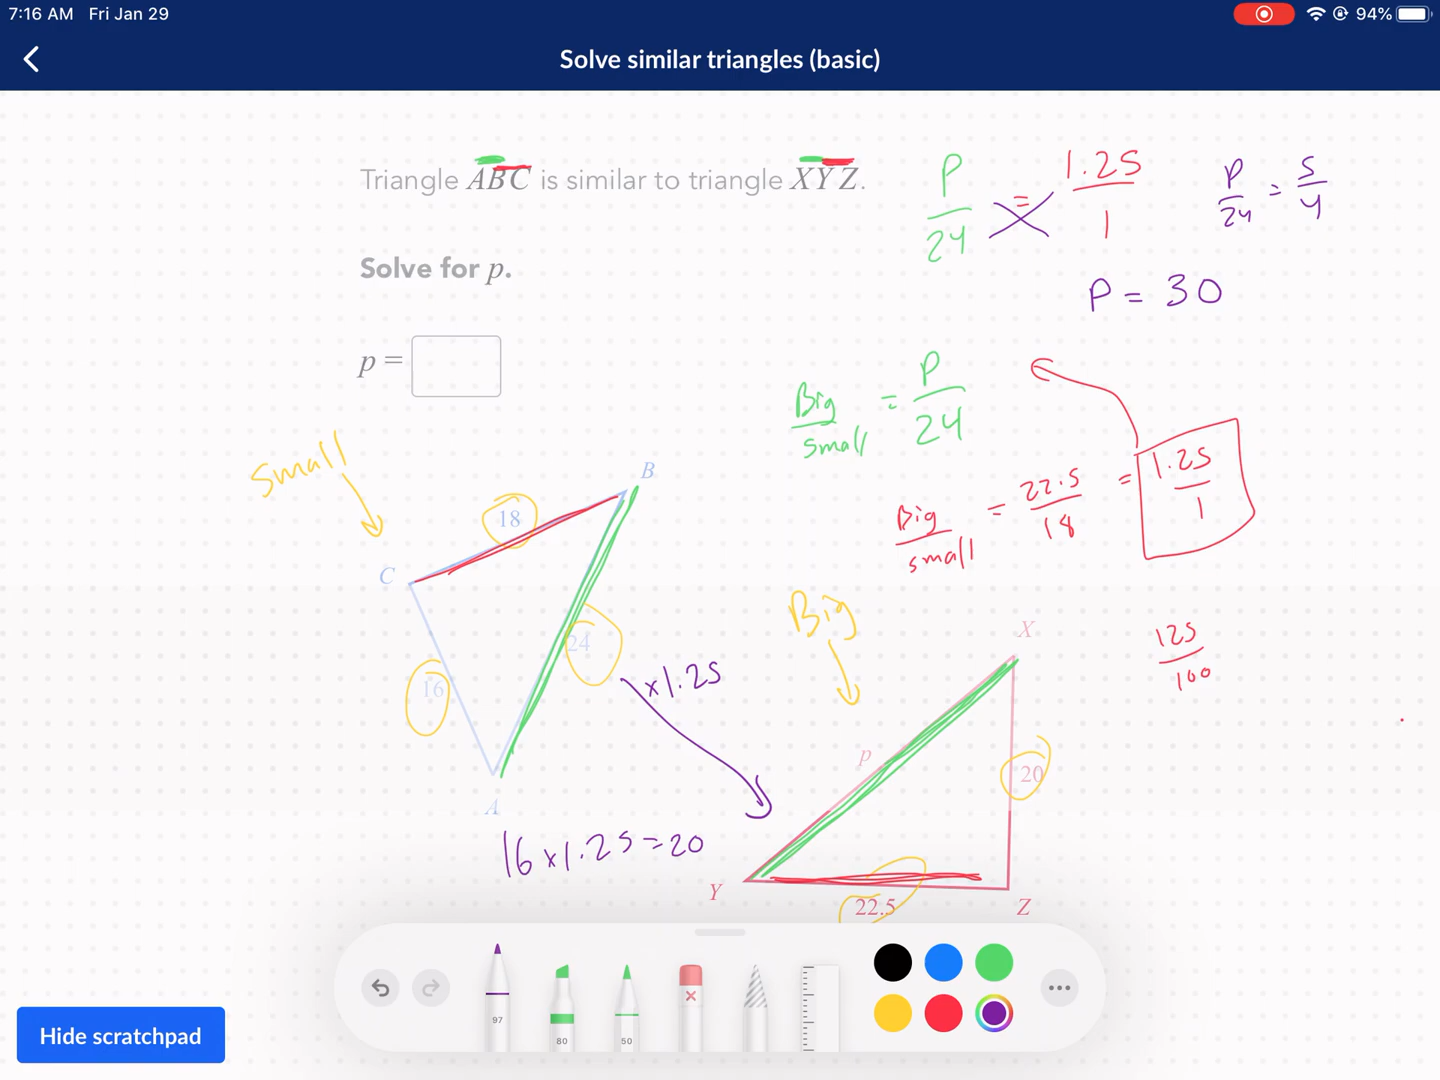 7:16 AM Fri Jan 29
94%
Solve similar triangles (basic)
Triangle ABC is similar to triangle XYZ.
Solve for p.
p =
P/24 = 1.25/1
P/24 = 5/4
P = 30
Big/small = P/24
Big/small = 22.5/18 = 1.25/1
125/100
Small
B
18
C
24
16
A
x1.25
16 x 1.25 = 20
Big
X
p
20
Y
22.5
Z
97
80
50
Hide scratchpad